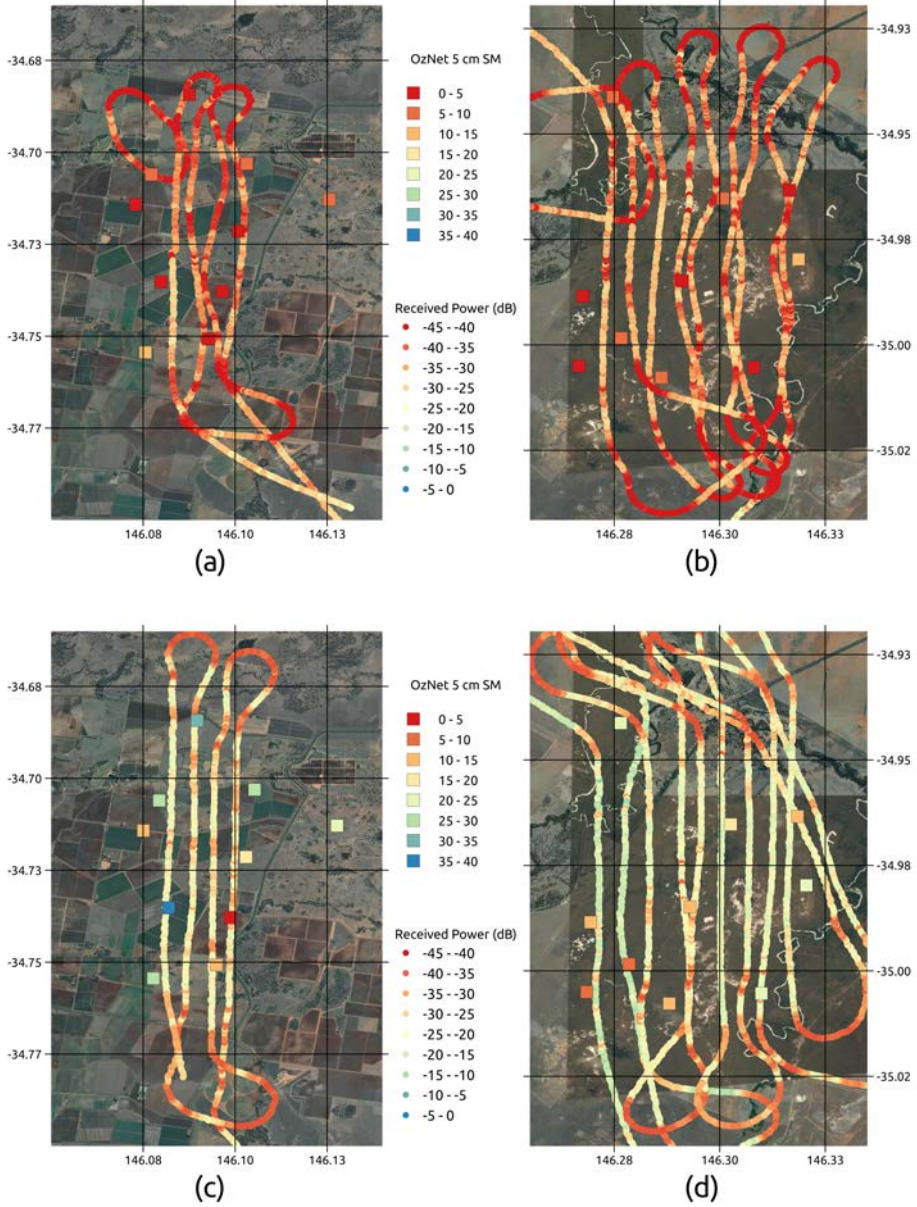 -34.68
-34.70
-34.73
-34.75
-34.77
146.08 146.10 146.13
(a)
OzNet 5 cm SM
0 - 5
5 - 10
10 - 15
15 - 20
20 - 25
25 - 30
30 - 35
35 - 40
Received Power (dB)
-45 - -40
-40 - -35
-35 - -30
-30 - -25
-25 - -20
-20 - -15
-15 - -10
-10 - -5
-5 - 0
-34.93
-34.95
-34.98
-35.00
-35.02
146.28 146.30 146.33
(b)
-34.68
-34.70
-34.73
-34.75
-34.77
146.08 146.10 146.13
(c)
OzNet 5 cm SM
0 - 5
5 - 10
10 - 15
15 - 20
20 - 25
25 - 30
30 - 35
35 - 40
Received Power (dB)
-45 - -40
-40 - -35
-35 - -30
-30 - -25
-25 - -20
-20 - -15
-15 - -10
-10 - -5
-5 - 0
-34.93
-34.95
-34.98
-35.00
-35.02
146.28 146.30 146.33
(d)